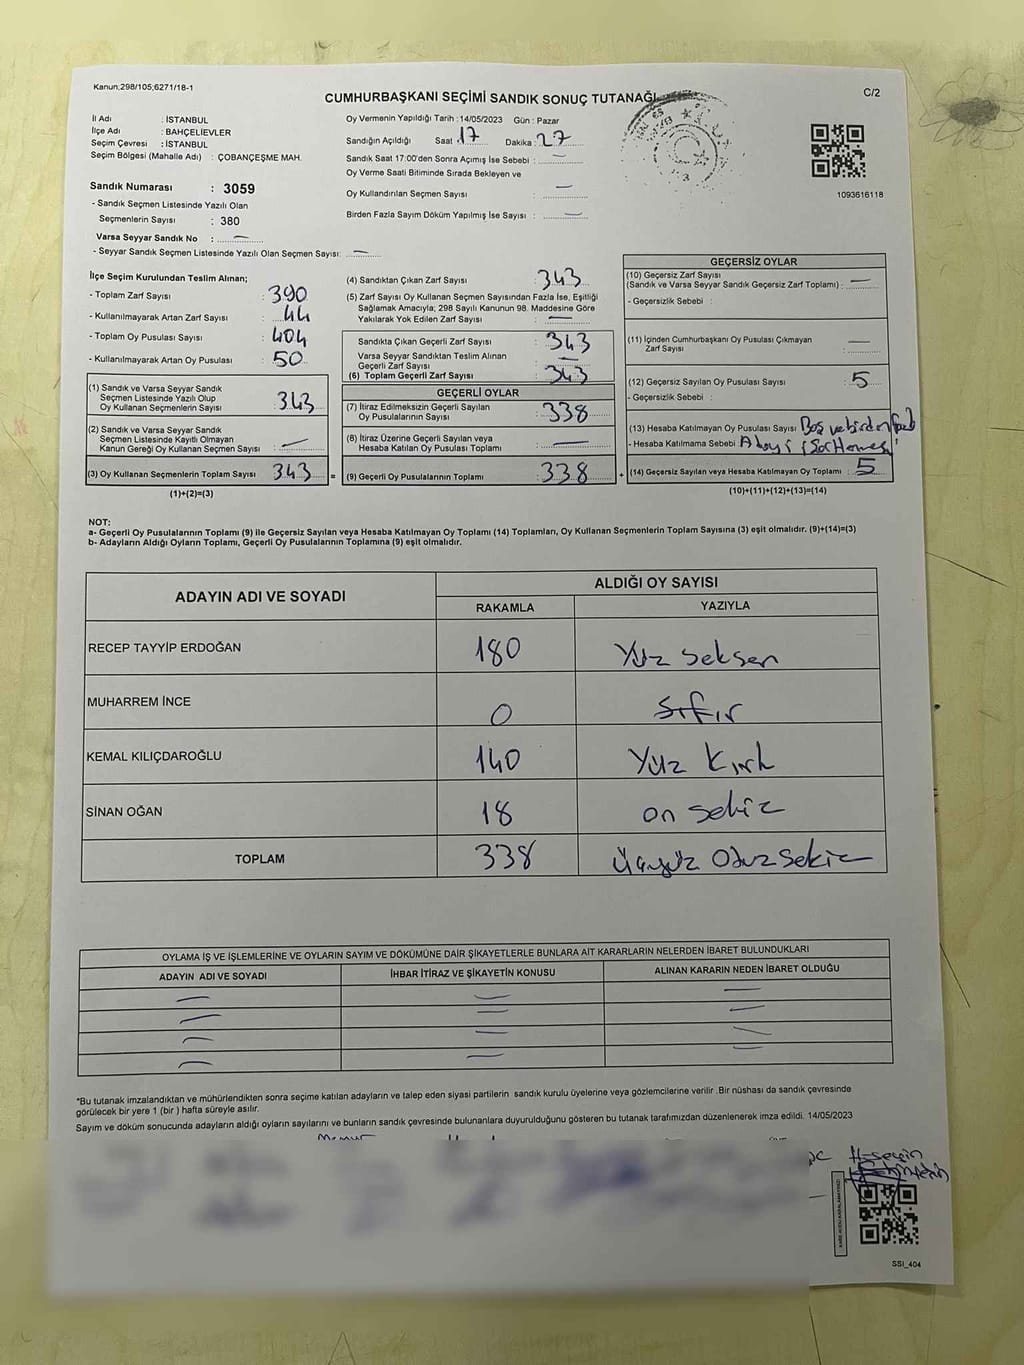 Kanun;298/105;6271/18-1
CUMHURBAŞKANI SEÇİMİ SANDIK SONUÇ TUTANAĞI
C/2
İl Adı : İSTANBUL
İlçe Adı : BAHÇELİEVLER
Seçim Çevresi : İSTANBUL
Seçim Bölgesi (Mahalle Adı) : ÇOBANÇEŞME MAH.
Oy Vermenin Yapıldığı Tarih : 14/05/2023 Gün : Pazar
Sandığın Açıldığı Saat 17 Dakika : 27
Sandık Saat 17:00'den Sonra Açımış İse Sebebi : —
Oy Verme Saati Bitiminde Sırada Bekleyen ve
Oy Kullandırılan Seçmen Sayısı : —
Birden Fazla Sayım Döküm Yapılmış İse Sayısı : —
1093616118
Sandık Numarası : 3059
- Sandık Seçmen Listesinde Yazılı Olan
Seçmenlerin Sayısı : 380
Varsa Seyyar Sandık No : —
- Seyyar Sandık Seçmen Listesinde Yazılı Olan Seçmen Sayısı: —
İlçe Seçim Kurulundan Teslim Alınan;
- Toplam Zarf Sayısı : 390
- Kullanılmayarak Artan Zarf Sayısı : 44
- Toplam Oy Pusulası Sayısı : 404
- Kullanılmayarak Artan Oy Pusulası : 50
(1) Sandık ve Varsa Seyyar Sandık
Seçmen Listesinde Yazılı Olup
Oy Kullanan Seçmenlerin Sayısı : 343
(2) Sandık ve Varsa Seyyar Sandık
Seçmen Listesinde Kayıtlı Olmayan
Kanun Gereği Oy Kullanan Seçmen Sayısı : —
(3) Oy Kullanan Seçmenlerin Toplam Sayısı : 343
(1)+(2)=(3)
(4) Sandıktan Çıkan Zarf Sayısı : 343
(5) Zarf Sayısı Oy Kullanan Seçmen Sayısından Fazla İse, Eşitliği
Sağlamak Amacıyla; 298 Sayılı Kanunun 98. Maddesine Göre
Yakılarak Yok Edilen Zarf Sayısı : —
Sandıkta Çıkan Geçerli Zarf Sayısı : 343
Varsa Seyyar Sandıktan Teslim Alınan
Geçerli Zarf Sayısı : —
(6) Toplam Geçerli Zarf Sayısı : 343
GEÇERLİ OYLAR
(7) İtiraz Edilmeksizin Geçerli Sayılan
Oy Pusulalarının Sayısı : 338
(8) İtiraz Üzerine Geçerli Sayılan veya
Hesaba Katılan Oy Pusulası Toplamı : —
= (9) Geçerli Oy Pusulalarının Toplamı : 338
GEÇERSİZ OYLAR
(10) Geçersiz Zarf Sayısı
(Sandık ve Varsa Seyyar Sandık Geçersiz Zarf Toplamı) : —
- Geçersizlik Sebebi :
(11) İçinden Cumhurbaşkanı Oy Pusulası Çıkmayan
Zarf Sayısı : —
(12) Geçersiz Sayılan Oy Pusulası Sayısı : 5
- Geçersizlik Sebebi :
(13) Hesaba Katılmayan Oy Pusulası Sayısı Boş ve birden
- Hesaba Katılmama Sebebi
+ (14) Geçersiz Sayılan veya Hesaba Katılmayan Oy Toplamı : 5
(10)+(11)+(12)+(13)=(14)
NOT:
a- Geçerli Oy Pusulalarının Toplamı (9) ile Geçersiz Sayılan veya Hesaba Katılmayan Oy Toplamı (14) Toplamları, Oy Kullanan Seçmenlerin Toplam Sayısına (3) eşit olmalıdır. (9)+(14)=(3)
b- Adayların Aldığı Oyların Toplamı, Geçerli Oy Pusulalarının Toplamına (9) eşit olmalıdır.
ADAYIN ADI VE SOYADI
ALDIĞI OY SAYISI
RAKAMLA YAZIYLA
RECEP TAYYİP ERDOĞAN 180 Yüz seksen
MUHARREM İNCE 0 sıfır
KEMAL KILIÇDAROĞLU 140 Yüz Kırk
SİNAN OĞAN 18 on sekiz
TOPLAM 338 Üçyüz Otuz sekiz
OYLAMA İŞ VE İŞLEMLERİNE VE OYLARIN SAYIM VE DÖKÜMÜNE DAİR ŞİKAYETLERLE BUNLARA AİT KARARLARIN NELERDEN İBARET BULUNDUKLARI
ADAYIN ADI VE SOYADI İHBAR İTİRAZ VE ŞİKAYETİN KONUSU ALINAN KARARIN NEDEN İBARET OLDUĞU
— — —
— — —
— — —
— — —
*Bu tutanak imzalandıktan ve mühürlendikten sonra seçime katılan adayların ve talep eden siyasi partilerin sandık kurulu üyelerine veya gözlemcilerine verilir .Bir nüshası da sandık çevresinde
görülecek bir yere 1 (bir ) hafta süreyle asılır.
Sayım ve döküm sonucunda adayların aldığı oyların sayılarını ve bunların sandık çevresinde bulunanlara duyurulduğunu gösteren bu tutanak tarafımızdan düzenlenerek imza edildi. 14/05/2023
SSI_404